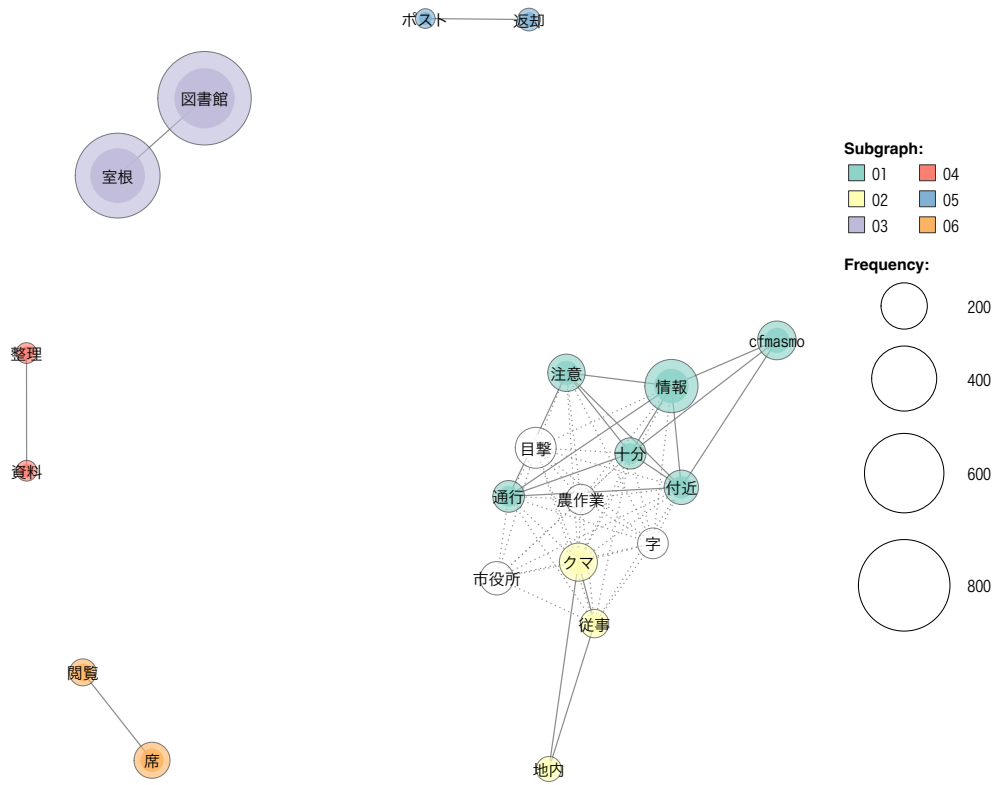 ポスト
返却
図書館
室根
Subgraph:
01
04
02
05
03
06
Frequency:
200
400
600
800
整理
資料
cfmasmo
注意
情報
目撃
十分
通行
農作業
付近
字
クマ
市役所
従事
地内
閲覧
席